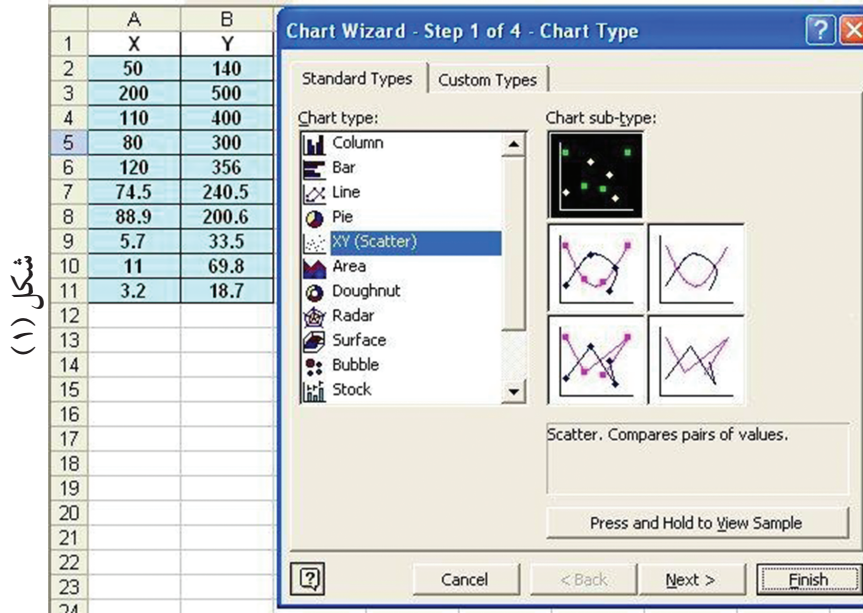 شكل (١)
A B
1 X Y
2 50 140
3 200 500
4 110 400
5 80 300
6 120 356
7 74.5 240.5
8 88.9 200.6
9 5.7 33.5
10 11 69.8
11 3.2 18.7
12
13
14
15
16
17
18
19
20
21
22
23
24
Chart Wizard - Step 1 of 4 - Chart Type
Standard Types Custom Types
Chart type:
Column
Bar
Line
Pie
XY (Scatter)
Area
Doughnut
Radar
Surface
Bubble
Stock
Chart sub-type:
Scatter. Compares pairs of values.
Press and Hold to View Sample
Cancel < Back Next > Finish